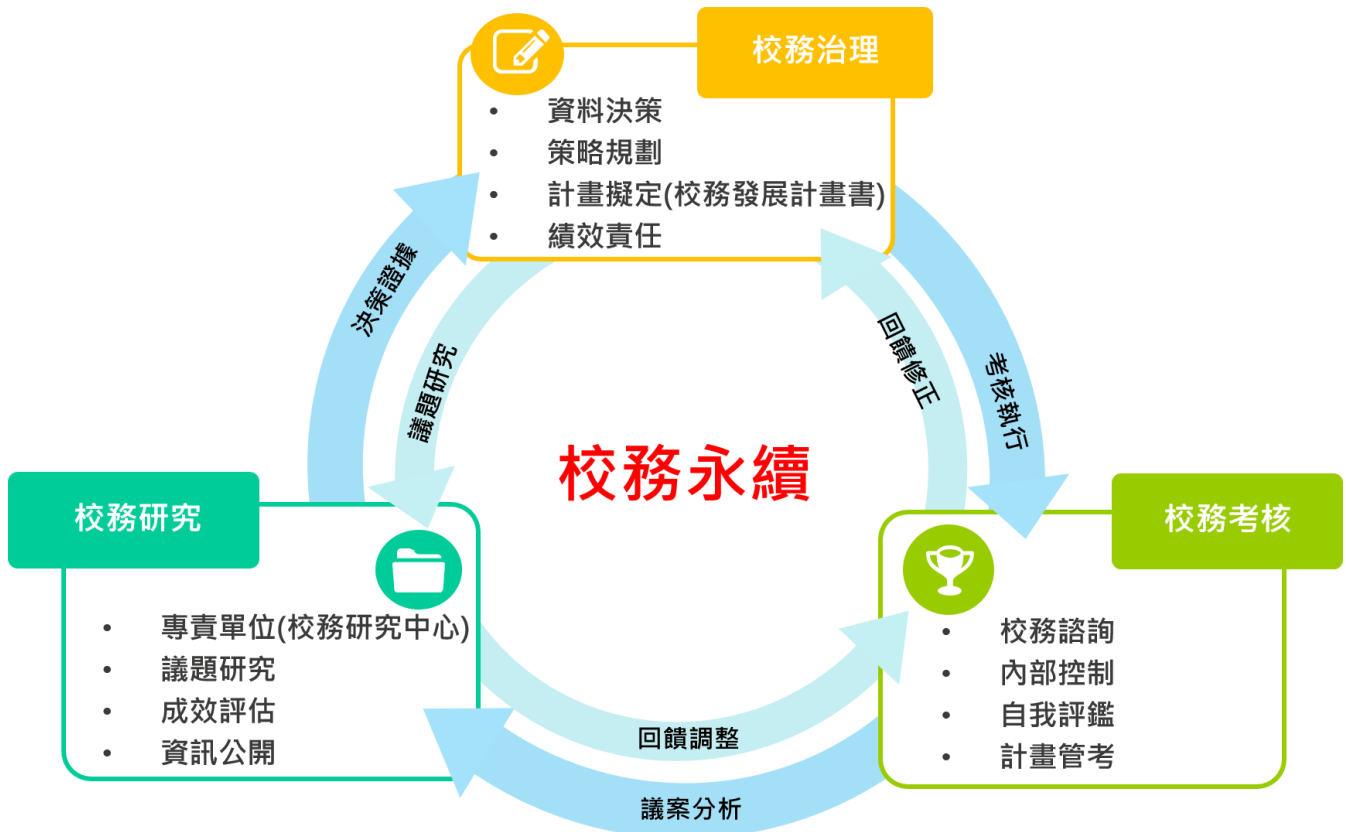 校務治理
• 資料決策
• 策略規劃
• 計畫擬定(校務發展計畫書)
• 績效責任
決策證據
議題研究
回饋修正
考核執行
校務永續
校務研究
• 專責單位(校務研究中心)
• 議題研究
• 成效評估
• 資訊公開
校務考核
• 校務諮詢
• 內部控制
• 自我評鑑
• 計畫管考
回饋調整
議案分析